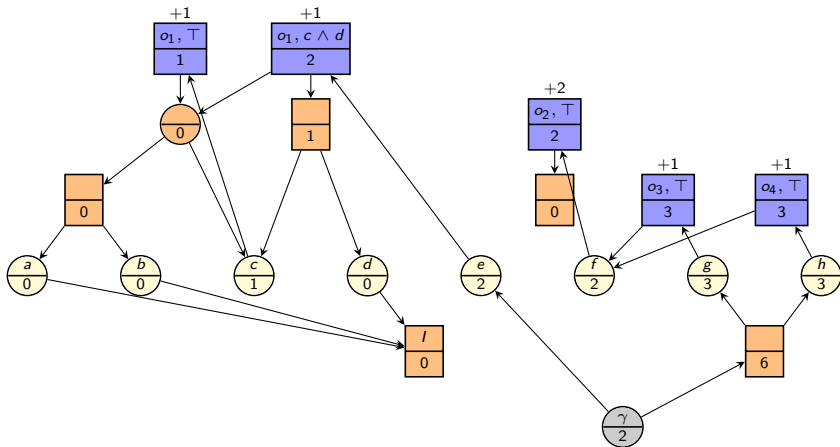 +1 +1
o₁, ⊤ o₁, c ∧ d
1 2
+2
o₂, ⊤
0 1 2
+1 +1
o₃, ⊤ o₄, ⊤
0 0 3 3
a b c d e f g h
0 0 1 0 2 2 3 3
I
0 6
γ
2